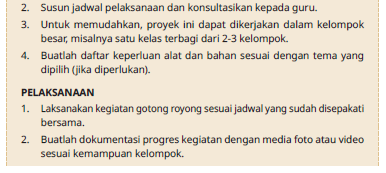 2. Susun jadwal pelaksanaan dan konsultasikan kepada guru.
3. Untuk memudahkan, proyek ini dapat dikerjakan dalam kelompok
besar, misalnya satu kelas terbagi dari 2-3 kelompok.
4. Buatlah daftar keperluan alat dan bahan sesuai dengan tema yang
dipilih (jika diperlukan).
PELAKSANAAN
1. Laksanakan kegiatan gotong royong sesuai jadwal yang sudah disepakati
bersama.
2. Buatlah dokumentasi progres kegiatan dengan media foto atau video
sesuai kemampuan kelompok.